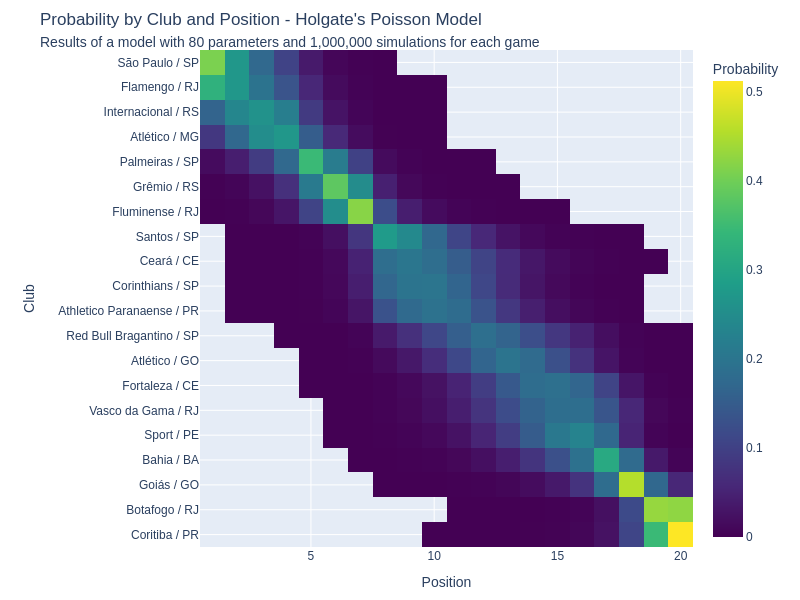 Probability by Club and Position - Holgate's Poisson Model
Results of a model with 80 parameters and 1,000,000 simulations for each game
Probability
0.5
0.4
0.3
0.2
0.1
0
Club
São Paulo / SP
Flamengo / RJ
Internacional / RS
Atlético / MG
Palmeiras / SP
Grêmio / RS
Fluminense / RJ
Santos / SP
Ceará / CE
Corinthians / SP
Athletico Paranaense / PR
Red Bull Bragantino / SP
Atlético / GO
Fortaleza / CE
Vasco da Gama / RJ
Sport / PE
Bahia / BA
Goiás / GO
Botafogo / RJ
Coritiba / PR
5 10 15 20
Position